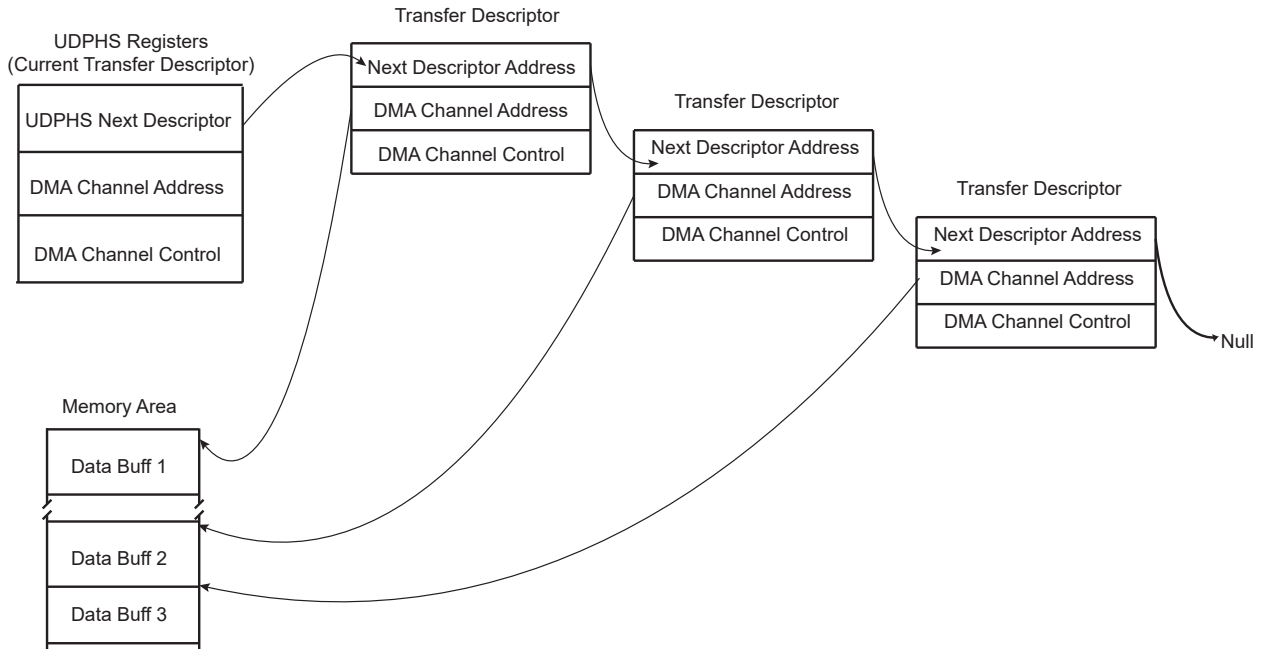 UDPHS Registers
(Current Transfer Descriptor)
UDPHS Next Descriptor
DMA Channel Address
DMA Channel Control
Transfer Descriptor
Next Descriptor Address
DMA Channel Address
DMA Channel Control
Transfer Descriptor
Next Descriptor Address
DMA Channel Address
DMA Channel Control
Transfer Descriptor
Next Descriptor Address
DMA Channel Address
DMA Channel Control
Null
Memory Area
Data Buff 1
Data Buff 2
Data Buff 3